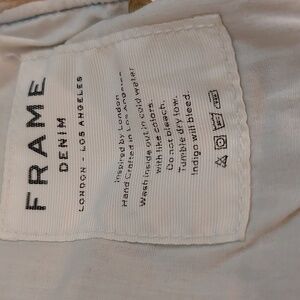 FRAME
DENIM
LONDON - LOS ANGELES
Inspired by London
Hand Crafted in Los Angeles
Wash inside out in cold water
with like colors.
Do not bleach.
Tumble dry low.
Indigo will bleed.